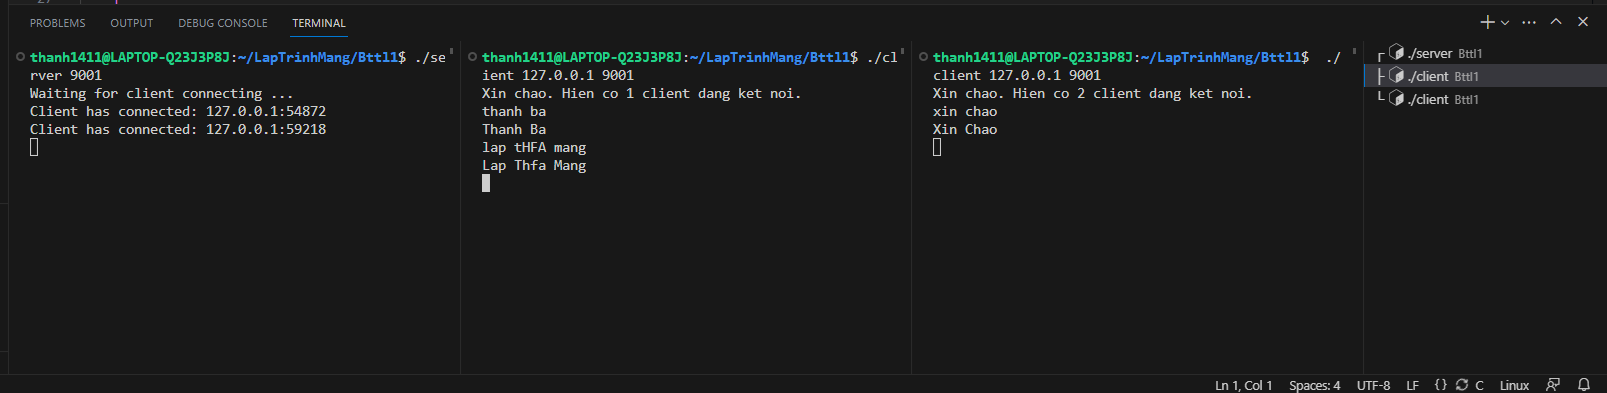 27
PROBLEMS OUTPUT DEBUG CONSOLE TERMINAL
thanh1411@LAPTOP-Q23J3P8J:~/LapTrinhMang/Bttl1$ ./se
rver 9001
Waiting for client connecting ...
Client has connected: 127.0.0.1:54872
Client has connected: 127.0.0.1:59218
thanh1411@LAPTOP-Q23J3P8J:~/LapTrinhMang/Bttl1$ ./cl
ient 127.0.0.1 9001
Xin chao. Hien co 1 client dang ket noi.
thanh ba
Thanh Ba
lap tHFA mang
Lap Thfa Mang
thanh1411@LAPTOP-Q23J3P8J:~/LapTrinhMang/Bttl1$ ./
client 127.0.0.1 9001
Xin chao. Hien co 2 client dang ket noi.
xin chao
Xin Chao
./server Bttl1
./client Bttl1
./client Bttl1
Ln 1, Col 1 Spaces: 4 UTF-8 LF {} C Linux